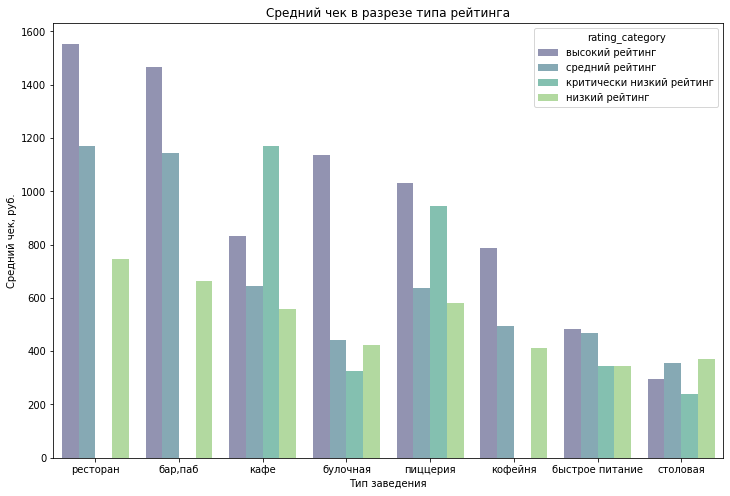 Средний чек в разрезе типа рейтинга
rating_category
высокий рейтинг
средний рейтинг
критически низкий рейтинг
низкий рейтинг
Средний чек, руб.
1600
1400
1200
1000
800
600
400
200
0
ресторан бар,паб кафе булочная пиццерия кофейня быстрое питание столовая
Тип заведения